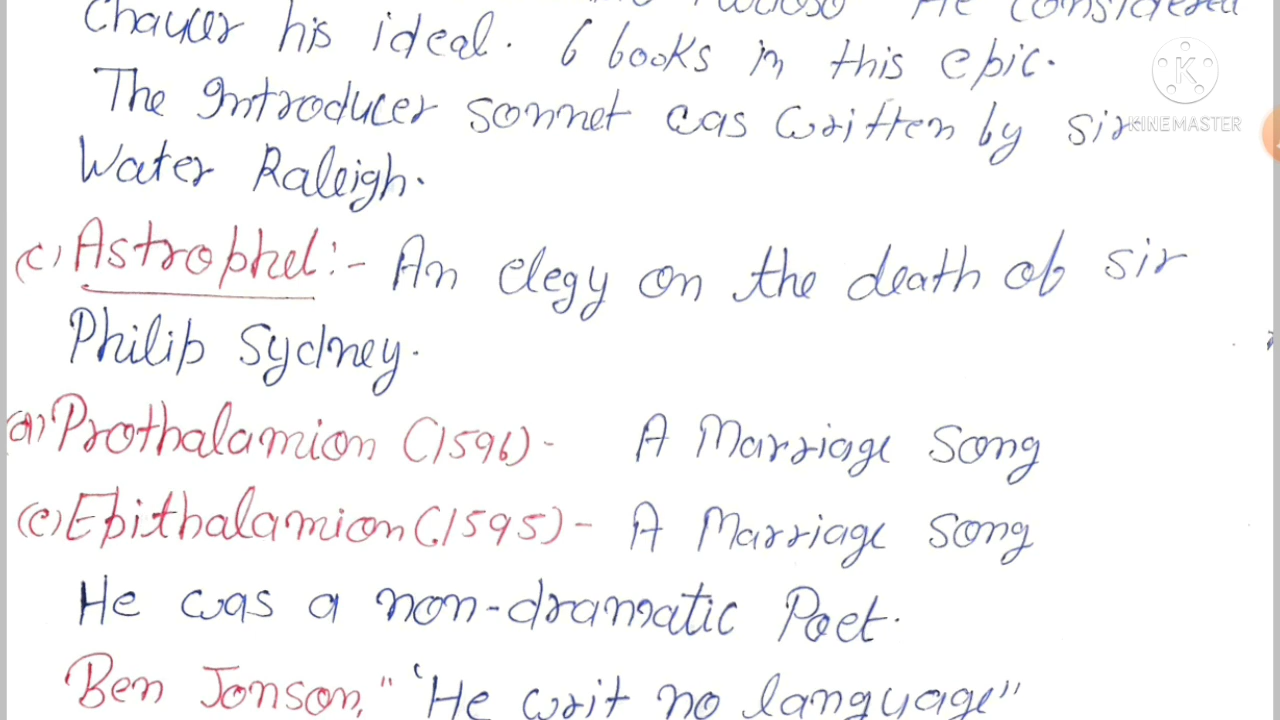 He considered
Chaucer his ideal. 6 books in this epic.
The Introducer sonnet was written by sir
Water Raleigh.
KINEMASTER
(c) Astrophel:- An elegy on the death of sir
Philip Sydney.
(d) Prothalamion (1596)- A Marriage Song
(e) Epithalamion (1595)- A Marriage Song
He was a non-dramatic Poet.
Ben Jonson," "He writ no language"